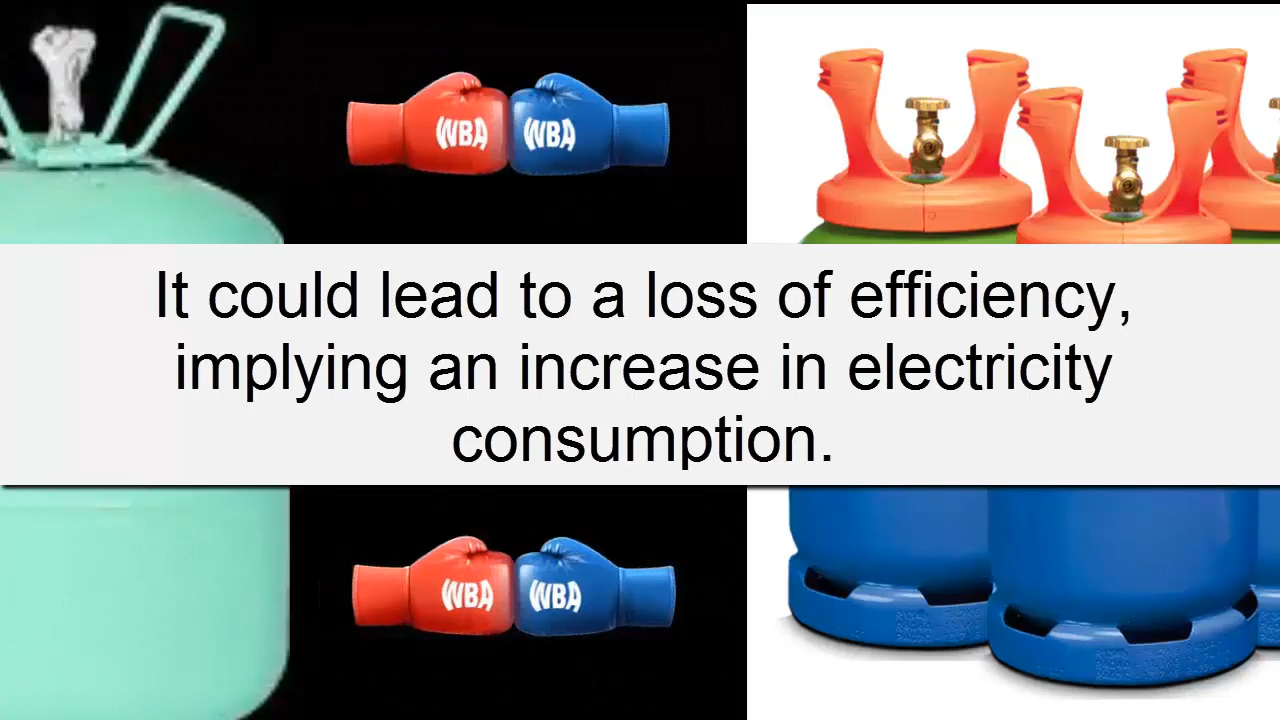 WBA WBA
It could lead to a loss of efficiency,
implying an increase in electricity
consumption.
WBA WBA